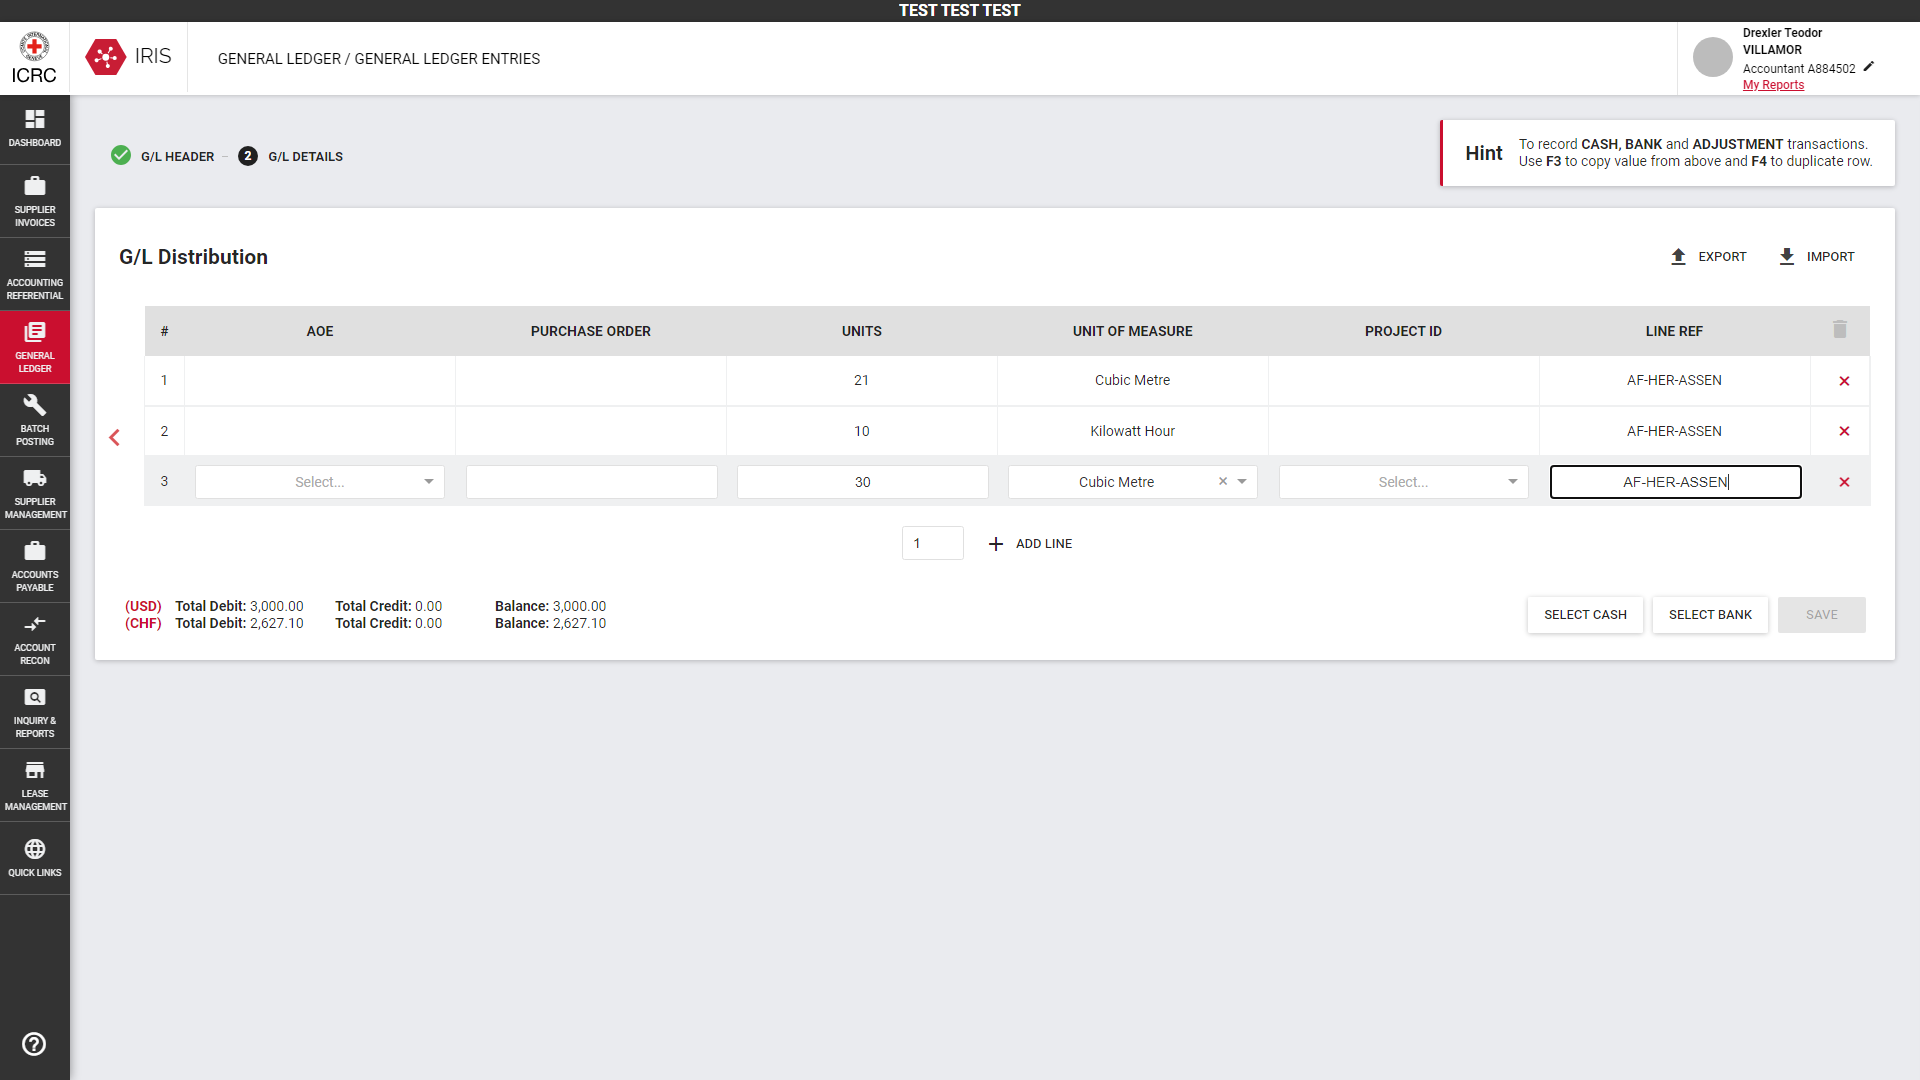 TEST TEST TEST
ICRC
IRIS
GENERAL LEDGER / GENERAL LEDGER ENTRIES
Drexler Teodor
VILLAMOR
Accountant A884502
My Reports
DASHBOARD
SUPPLIER
INVOICES
ACCOUNTING
REFERENTIAL
GENERAL
LEDGER
BATCH
POSTING
SUPPLIER
MANAGEMENT
ACCOUNTS
PAYABLE
ACCOUNT
RECON
INQUIRY &
REPORTS
LEASE
MANAGEMENT
QUICK LINKS
G/L HEADER – 2 G/L DETAILS
Hint
To record CASH, BANK and ADJUSTMENT transactions.
Use F3 to copy value from above and F4 to duplicate row.
G/L Distribution
EXPORT IMPORT
# AOE PURCHASE ORDER UNITS UNIT OF MEASURE PROJECT ID LINE REF
1 21 Cubic Metre AF-HER-ASSEN
2 10 Kilowatt Hour AF-HER-ASSEN
3 Select... 30 Cubic Metre Select... AF-HER-ASSEN
1 ADD LINE
(USD) Total Debit: 3,000.00 Total Credit: 0.00 Balance: 3,000.00
(CHF) Total Debit: 2,627.10 Total Credit: 0.00 Balance: 2,627.10
SELECT CASH SELECT BANK SAVE